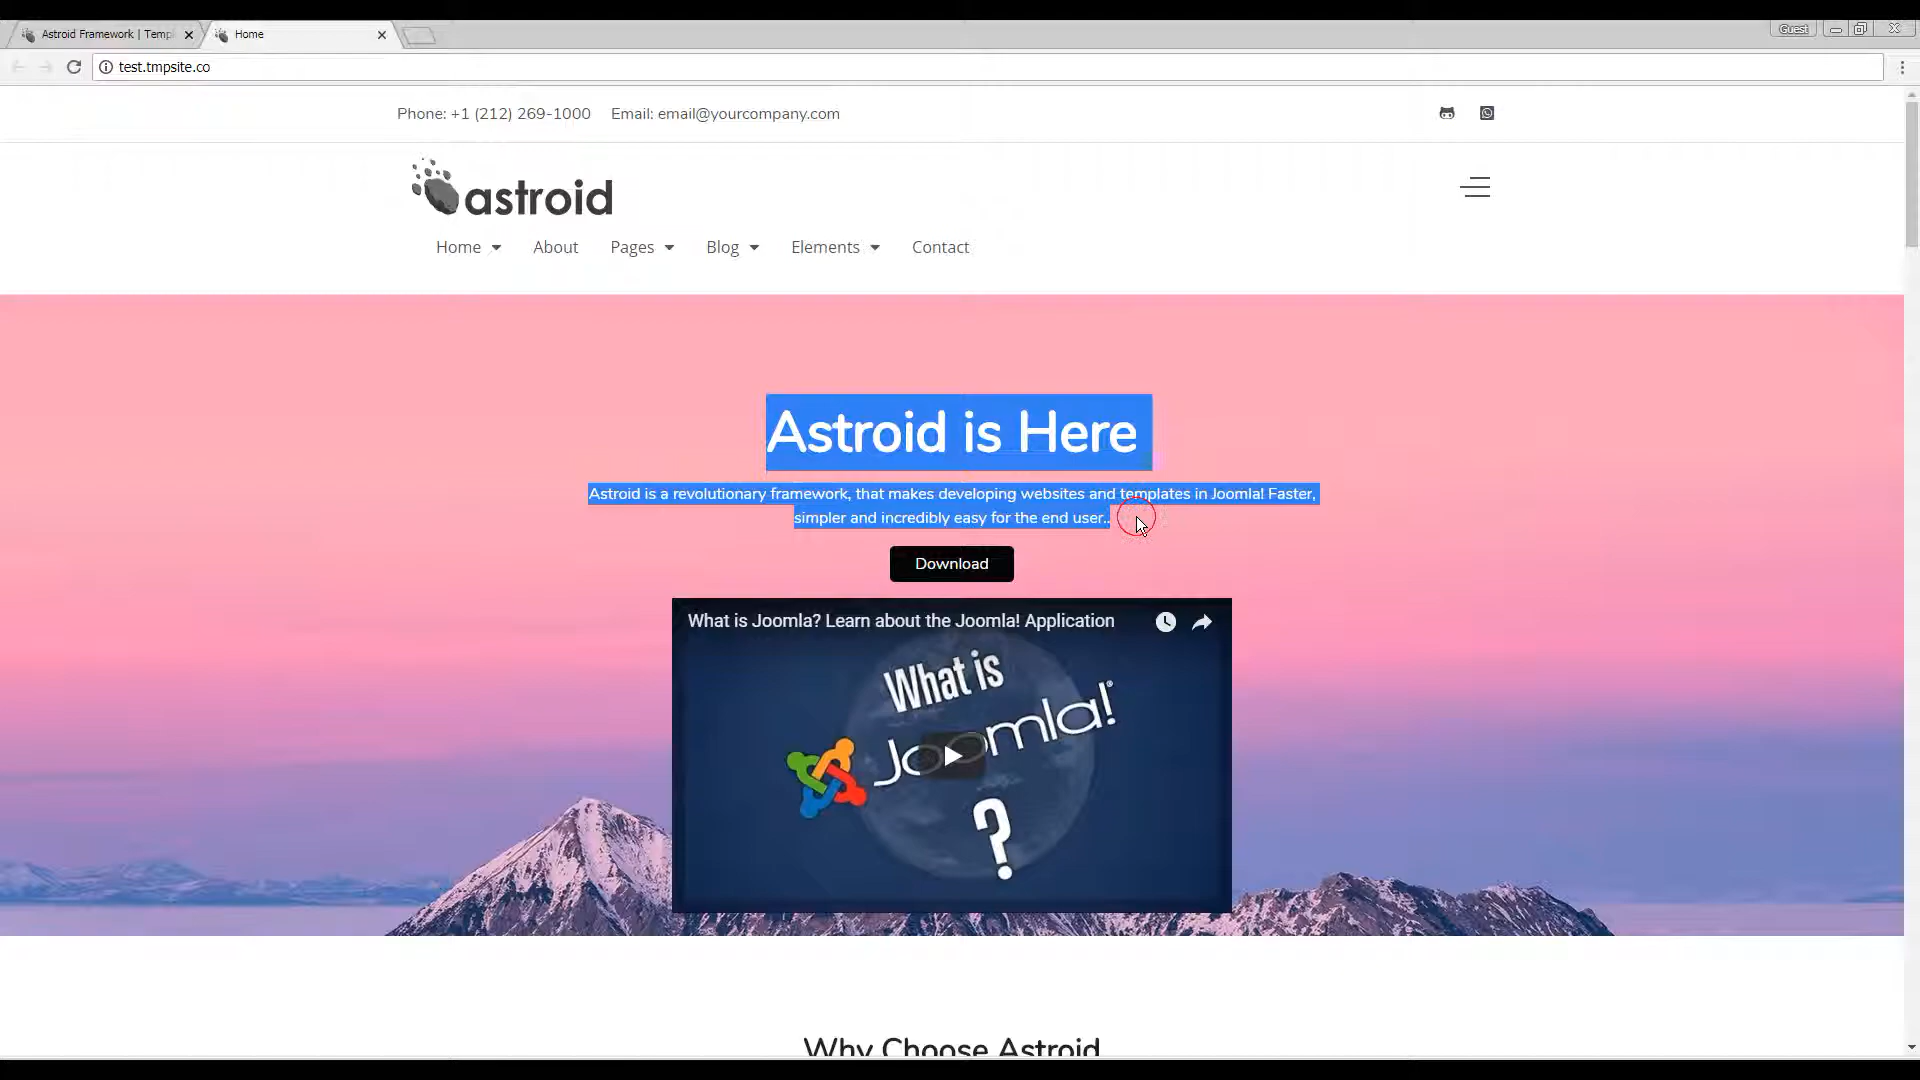 Astroid Framework | Temp
Home
Guest
test.tmpsite.co
Phone: +1 (212) 269-1000 Email: email@yourcompany.com
astroid
Home About Pages Blog Elements Contact
Astroid is Here
Astroid is a revolutionary framework, that makes developing websites and templates in Joomla! Faster,
simpler and incredibly easy for the end user..
Download
What is Joomla? Learn about the Joomla! Application
What is
Joomla!
?
Why Choose Astroid